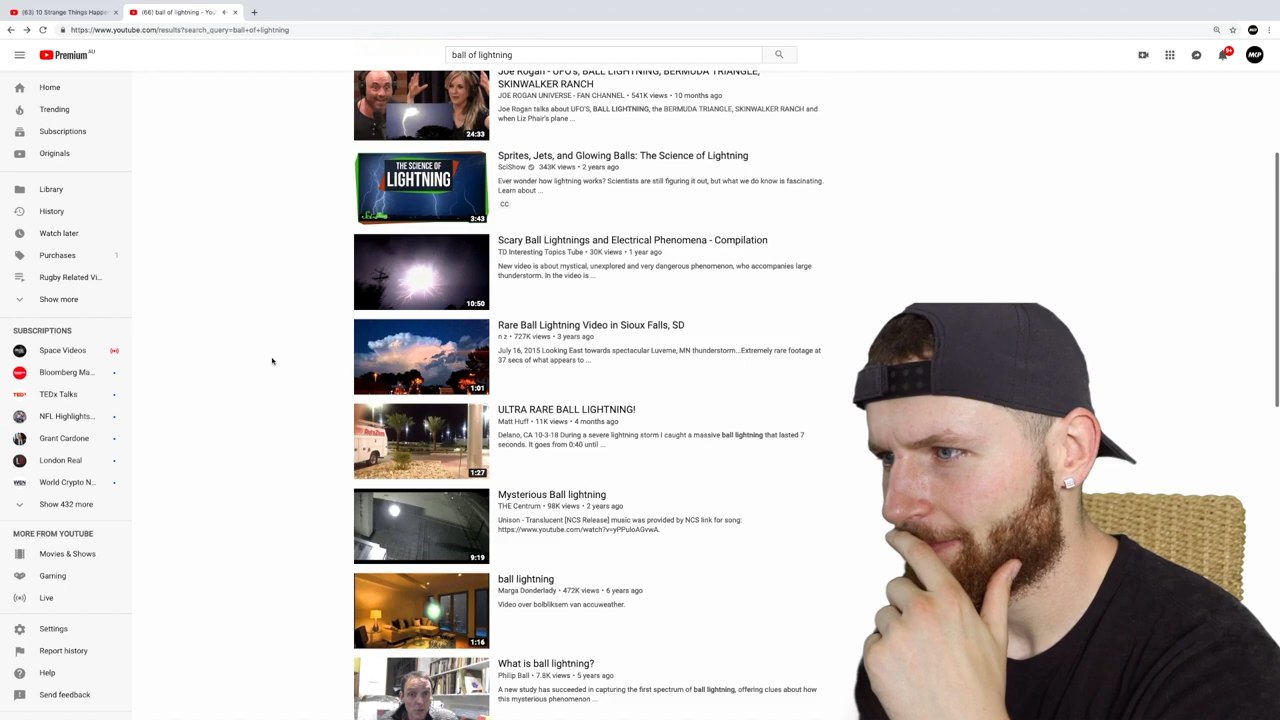 (63) 10 Strange Things Happe
(66) ball of lightning - You
https://www.youtube.com/results?search_query=ball+of+lightning
Premium AU
ball of lightning
9+
MCP
Home
Trending
Subscriptions
Originals
Library
History
Watch later
Purchases 1
Rugby Related Vi...
Show more
SUBSCRIPTIONS
Space Videos
Bloomberg Ma...
TEDx Talks
NFL Highlights...
Grant Cardone
London Real
World Crypto N...
Show 432 more
MORE FROM YOUTUBE
Movies & Shows
Gaming
Live
Settings
Report history
Help
Send feedback
Joe Rogan - UFO's, BALL LIGHTNING, BERMUDA TRIANGLE,
SKINWALKER RANCH
JOE ROGAN UNIVERSE - FAN CHANNEL • 541K views • 10 months ago
Joe Rogan talks about UFO'S, BALL LIGHTNING, the BERMUDA TRIANGLE, SKINWALKER RANCH and
when Liz Phair's plane ...
24:33
Sprites, Jets, and Glowing Balls: The Science of Lightning
SciShow 343K views • 2 years ago
Ever wonder how lightning works? Scientists are still figuring it out, but what we do know is fascinating.
Learn about ...
CC
THE SCIENCE OF
LIGHTNING
3:43
Scary Ball Lightnings and Electrical Phenomena - Compilation
TD Interesting Topics Tube • 30K views • 1 year ago
New video is about mystical, unexplored and very dangerous phenomenon, who accompanies large
thunderstorm. In the video is ...
10:50
Rare Ball Lightning Video in Sioux Falls, SD
n z • 727K views • 3 years ago
July 16, 2015 Looking East towards spectacular Luverne, MN thunderstorm...Extremely rare footage at
37 secs of what appears to ...
1:01
ULTRA RARE BALL LIGHTNING!
Matt Huff • 11K views • 4 months ago
Delano, CA 10-3-18 During a severe lightning storm I caught a massive ball lightning that lasted 7
seconds. It goes from 0:40 until ...
1:27
Mysterious Ball lightning
THE Centrum • 98K views • 2 years ago
Unison - Translucent [NCS Release] music was provided by NCS link for song:
https://www.youtube.com/watch?v=yPPuloAGvwA.
9:19
ball lightning
Marga Donderlady • 472K views • 6 years ago
Video over bolbliksem van accuweather.
1:16
What is ball lightning?
Philip Ball • 7.8K views • 5 years ago
A new study has succeeded in capturing the first spectrum of ball lightning, offering clues about how
this mysterious phenomenon ...